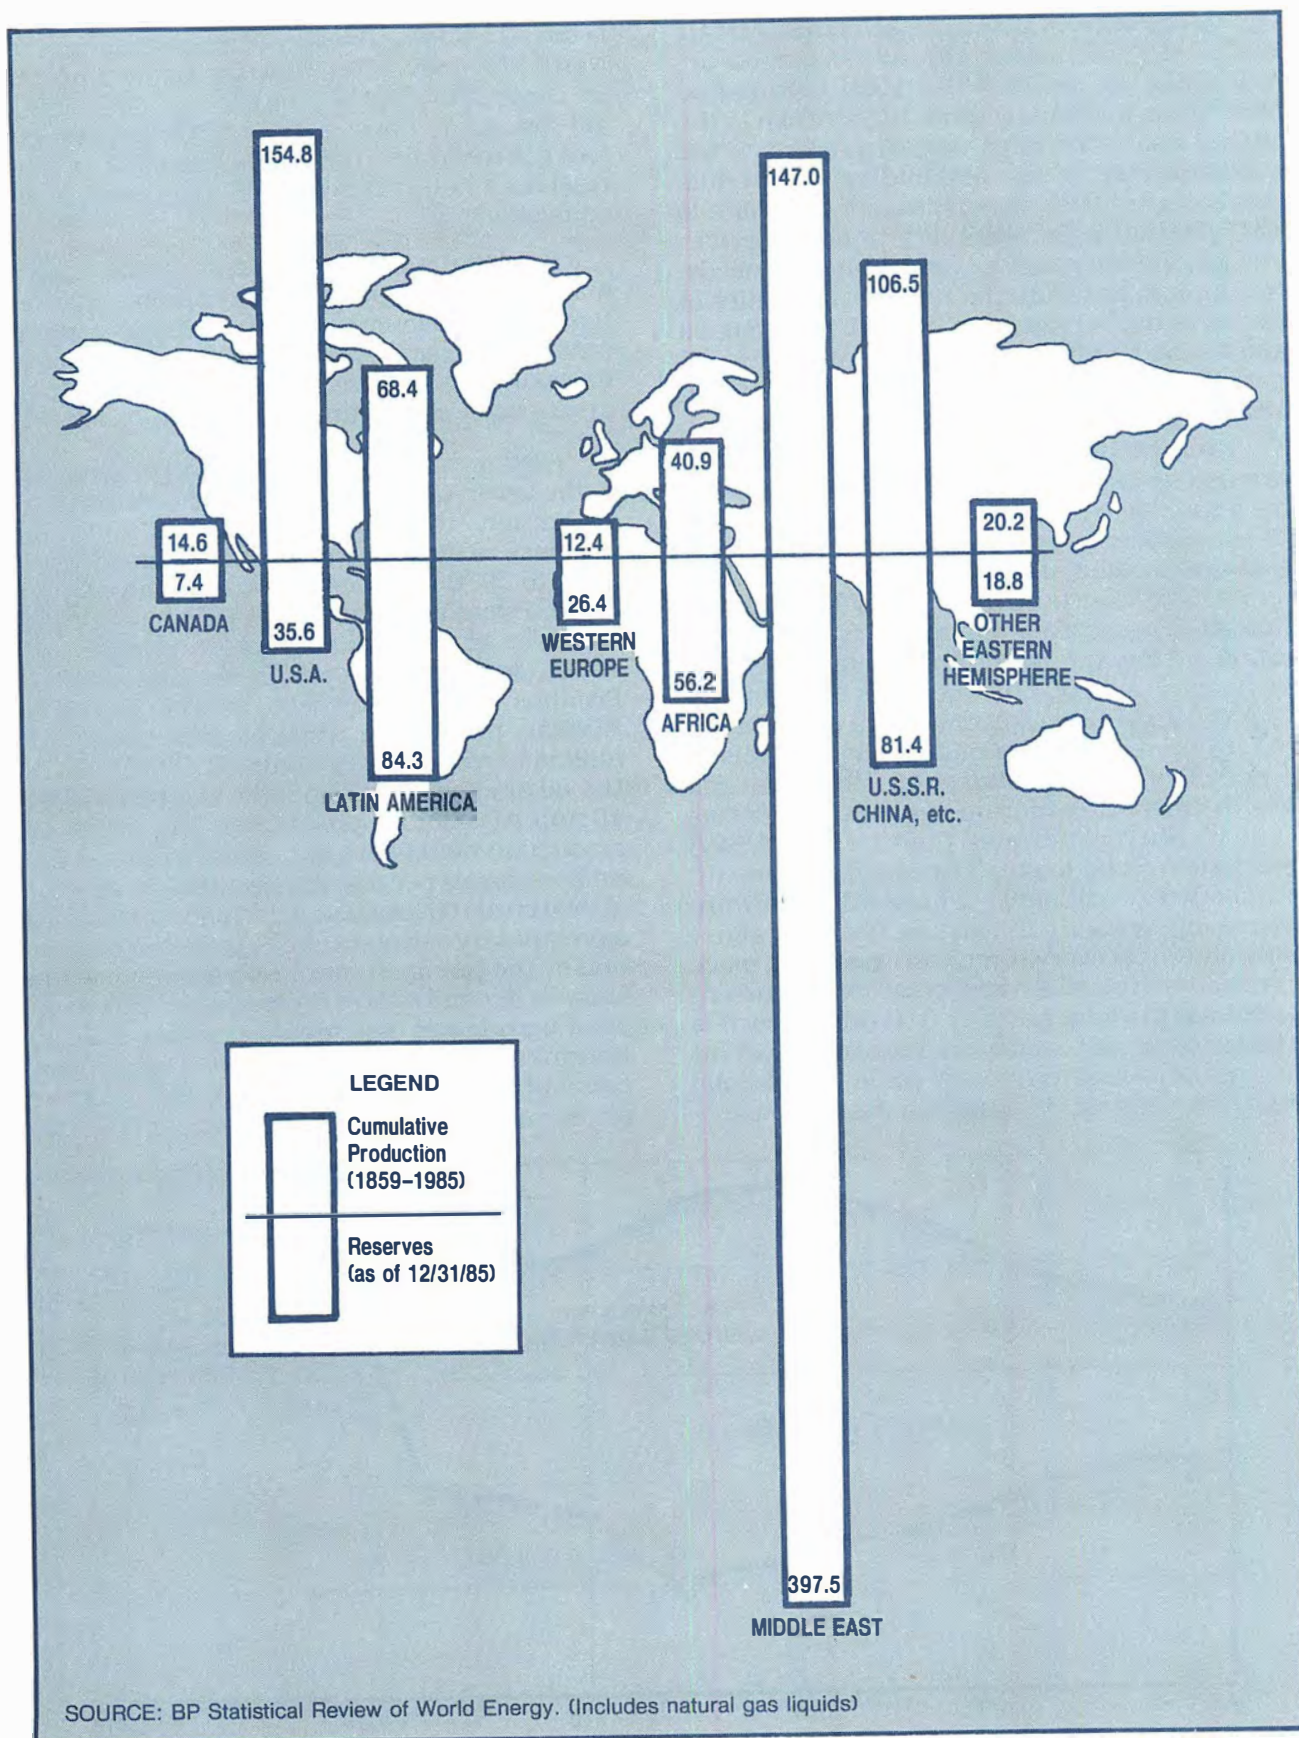 154.8
147.0
106.5
68.4
40.9
20.2
14.6
12.4
7.4
26.4
18.8
CANADA
35.6
U.S.A.
WESTERN
EUROPE
56.2
AFRICA
OTHER
EASTERN
HEMISPHERE
84.3
LATIN AMERICA
81.4
U.S.S.R.
CHINA, etc.
LEGEND
Cumulative
Production
(1859–1985)
Reserves
(as of 12/31/85)
397.5
MIDDLE EAST
SOURCE: BP Statistical Review of World Energy. (Includes natural gas liquids)